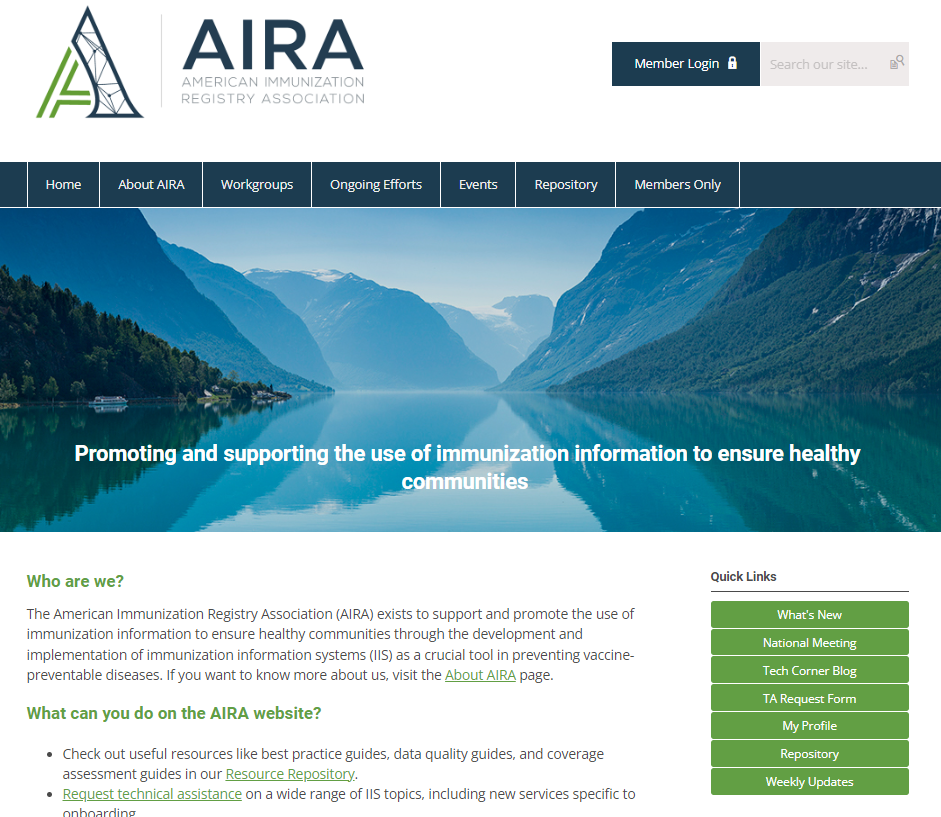 AIRA
AMERICAN IMMUNIZATION
REGISTRY ASSOCIATION
Member Login
Search our site...
Home
About AIRA
Workgroups
Ongoing Efforts
Events
Repository
Members Only
Promoting and supporting the use of immunization information to ensure healthy
communities
Who are we?
The American Immunization Registry Association (AIRA) exists to support and promote the use of
immunization information to ensure healthy communities through the development and
implementation of immunization information systems (IIS) as a crucial tool in preventing vaccine-
preventable diseases. If you want to know more about us, visit the About AIRA page.
What can you do on the AIRA website?
Check out useful resources like best practice guides, data quality guides, and coverage
assessment guides in our Resource Repository.
Request technical assistance on a wide range of IIS topics, including new services specific to
onboarding
Quick Links
What's New
National Meeting
Tech Corner Blog
TA Request Form
My Profile
Repository
Weekly Updates